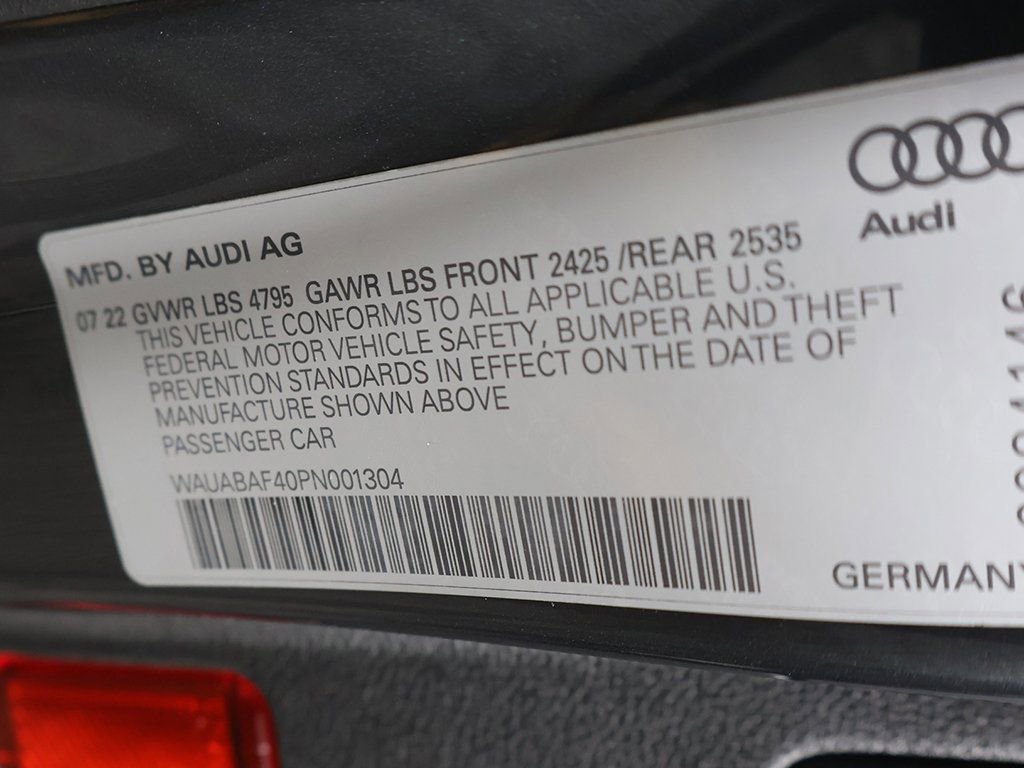 Audi
MFD. BY AUDI AG
07 22 GVWR LBS 4795 GAWR LBS FRONT 2425 /REAR 2535
THIS VEHICLE CONFORMS TO ALL APPLICABLE U.S.
FEDERAL MOTOR VEHICLE SAFETY, BUMPER AND THEFT
PREVENTION STANDARDS IN EFFECT ON THE DATE OF
MANUFACTURE SHOWN ABOVE
PASSENGER CAR
WAUABAF40PN001304
GERMANY